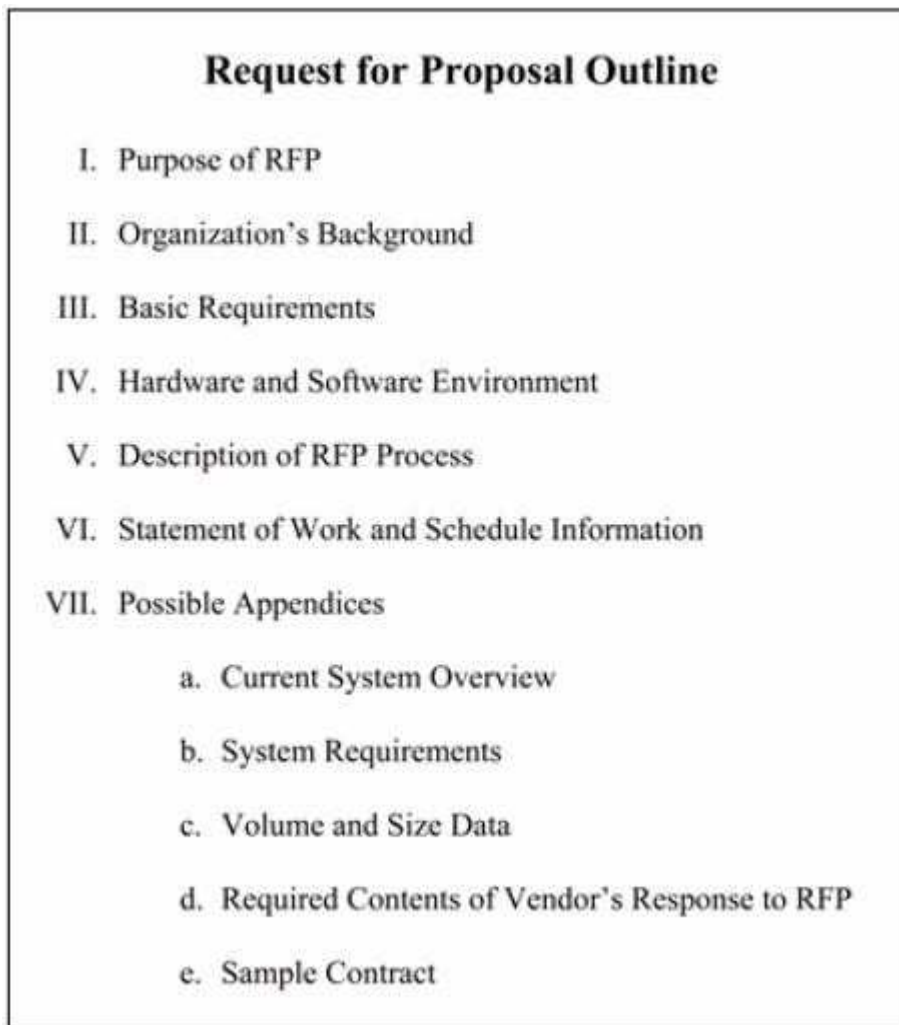 Request for Proposal Outline
I. Purpose of RFP
II. Organization’s Background
III. Basic Requirements
IV. Hardware and Software Environment
V. Description of RFP Process
VI. Statement of Work and Schedule Information
VII. Possible Appendices
a. Current System Overview
b. System Requirements
c. Volume and Size Data
d. Required Contents of Vendor’s Response to RFP
e. Sample Contract